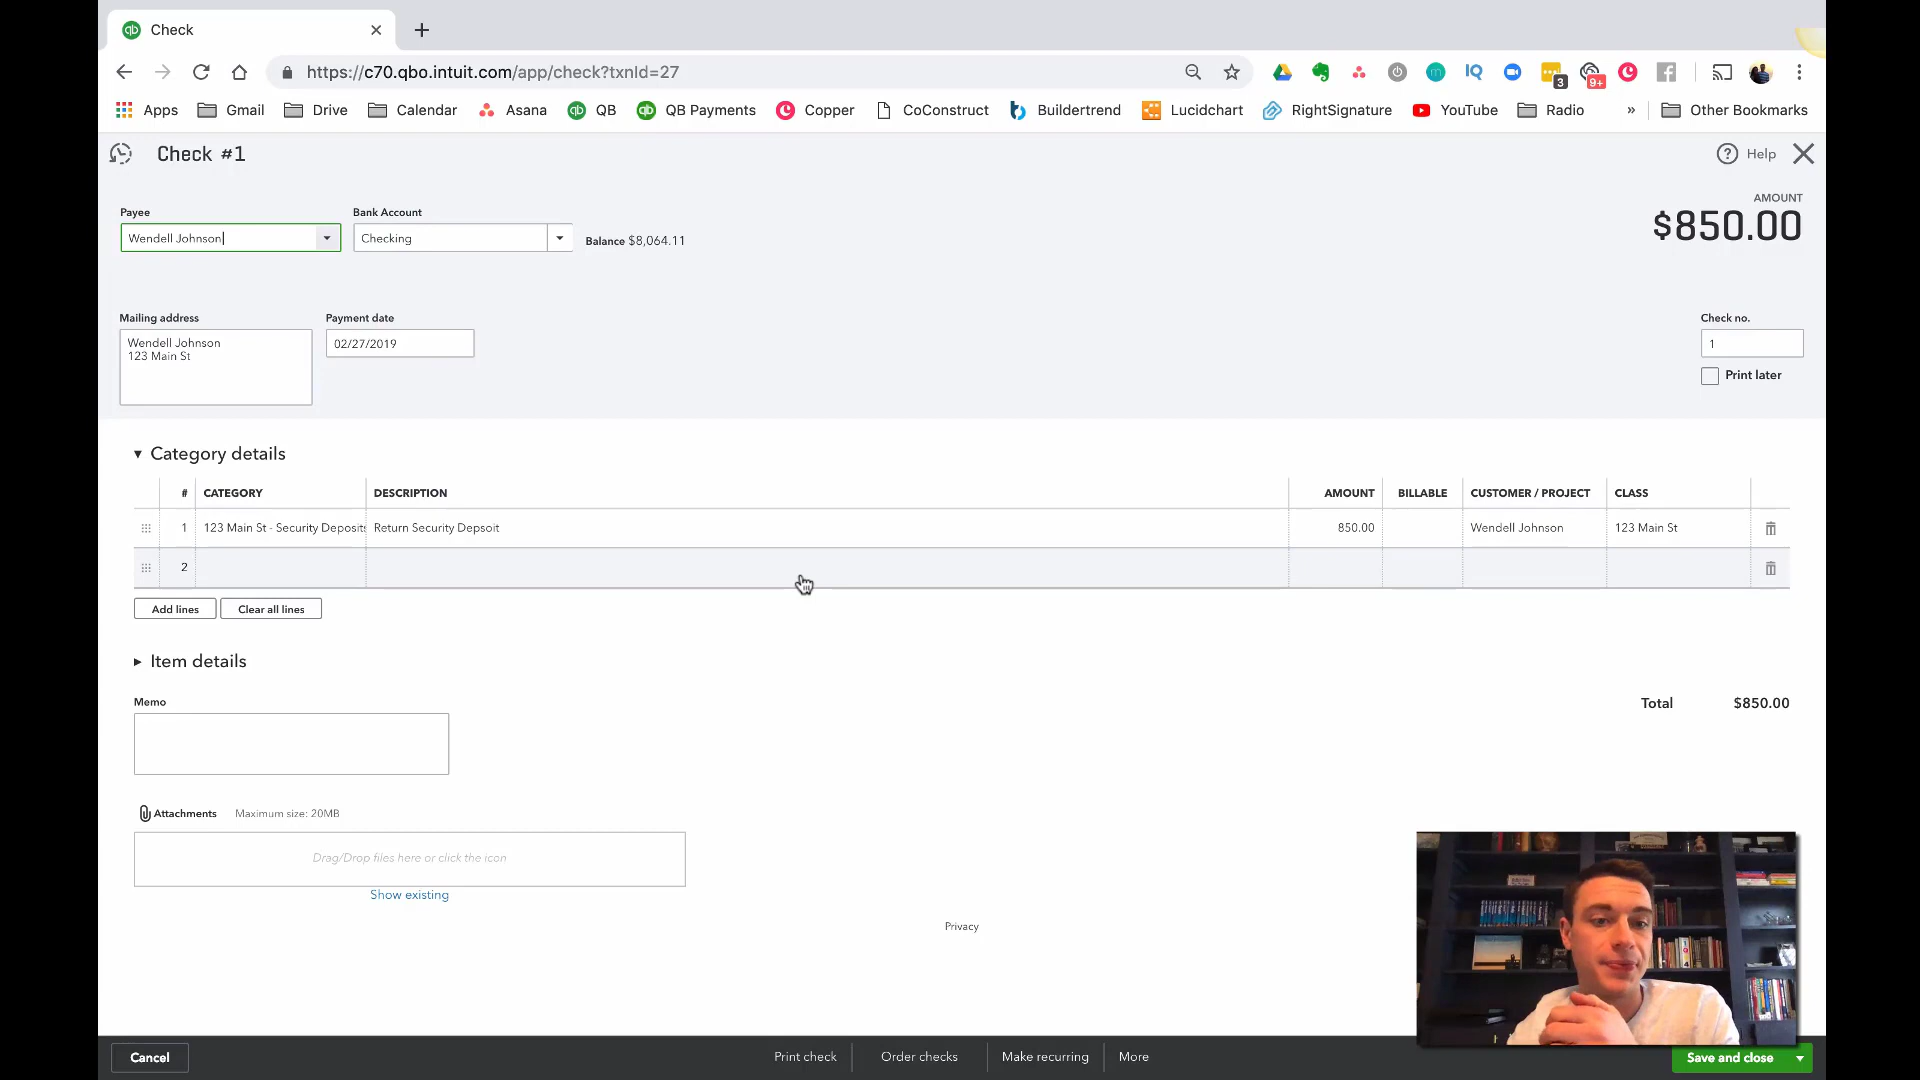 Check
https://c70.qbo.intuit.com/app/check?txnId=27
3
9+
Apps Gmail Drive Calendar Asana QB QB Payments Copper CoConstruct Buildertrend Lucidchart RightSignature YouTube Radio » Other Bookmarks
Check #1
Help
Payee Bank Account
Wendell Johnson Checking Balance $8,064.11
AMOUNT
$850.00
Mailing address Payment date Check no.
Wendell Johnson 02/27/2019 1
123 Main St
Print later
Category details
# CATEGORY DESCRIPTION AMOUNT BILLABLE CUSTOMER / PROJECT CLASS
1 123 Main St - Security Deposits Return Security Depsoit 850.00 Wendell Johnson 123 Main St
2
Add lines Clear all lines
Item details
Memo Total $850.00
Attachments Maximum size: 20MB
Drag/Drop files here or click the icon
Show existing
Privacy
Cancel Print check Order checks Make recurring More Save and close